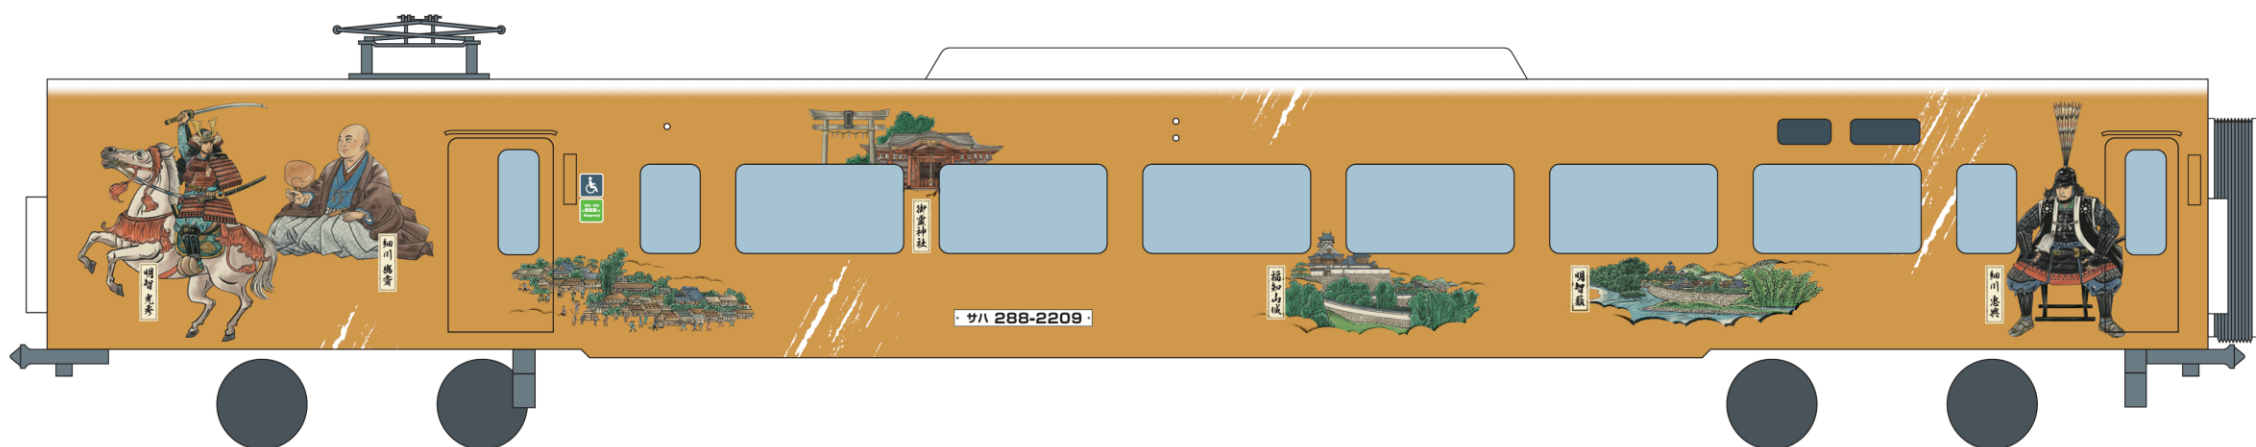 明智光秀
細川幽斎
御霊神社
サハ 288-2209
福知山城
明智藪
細川忠興